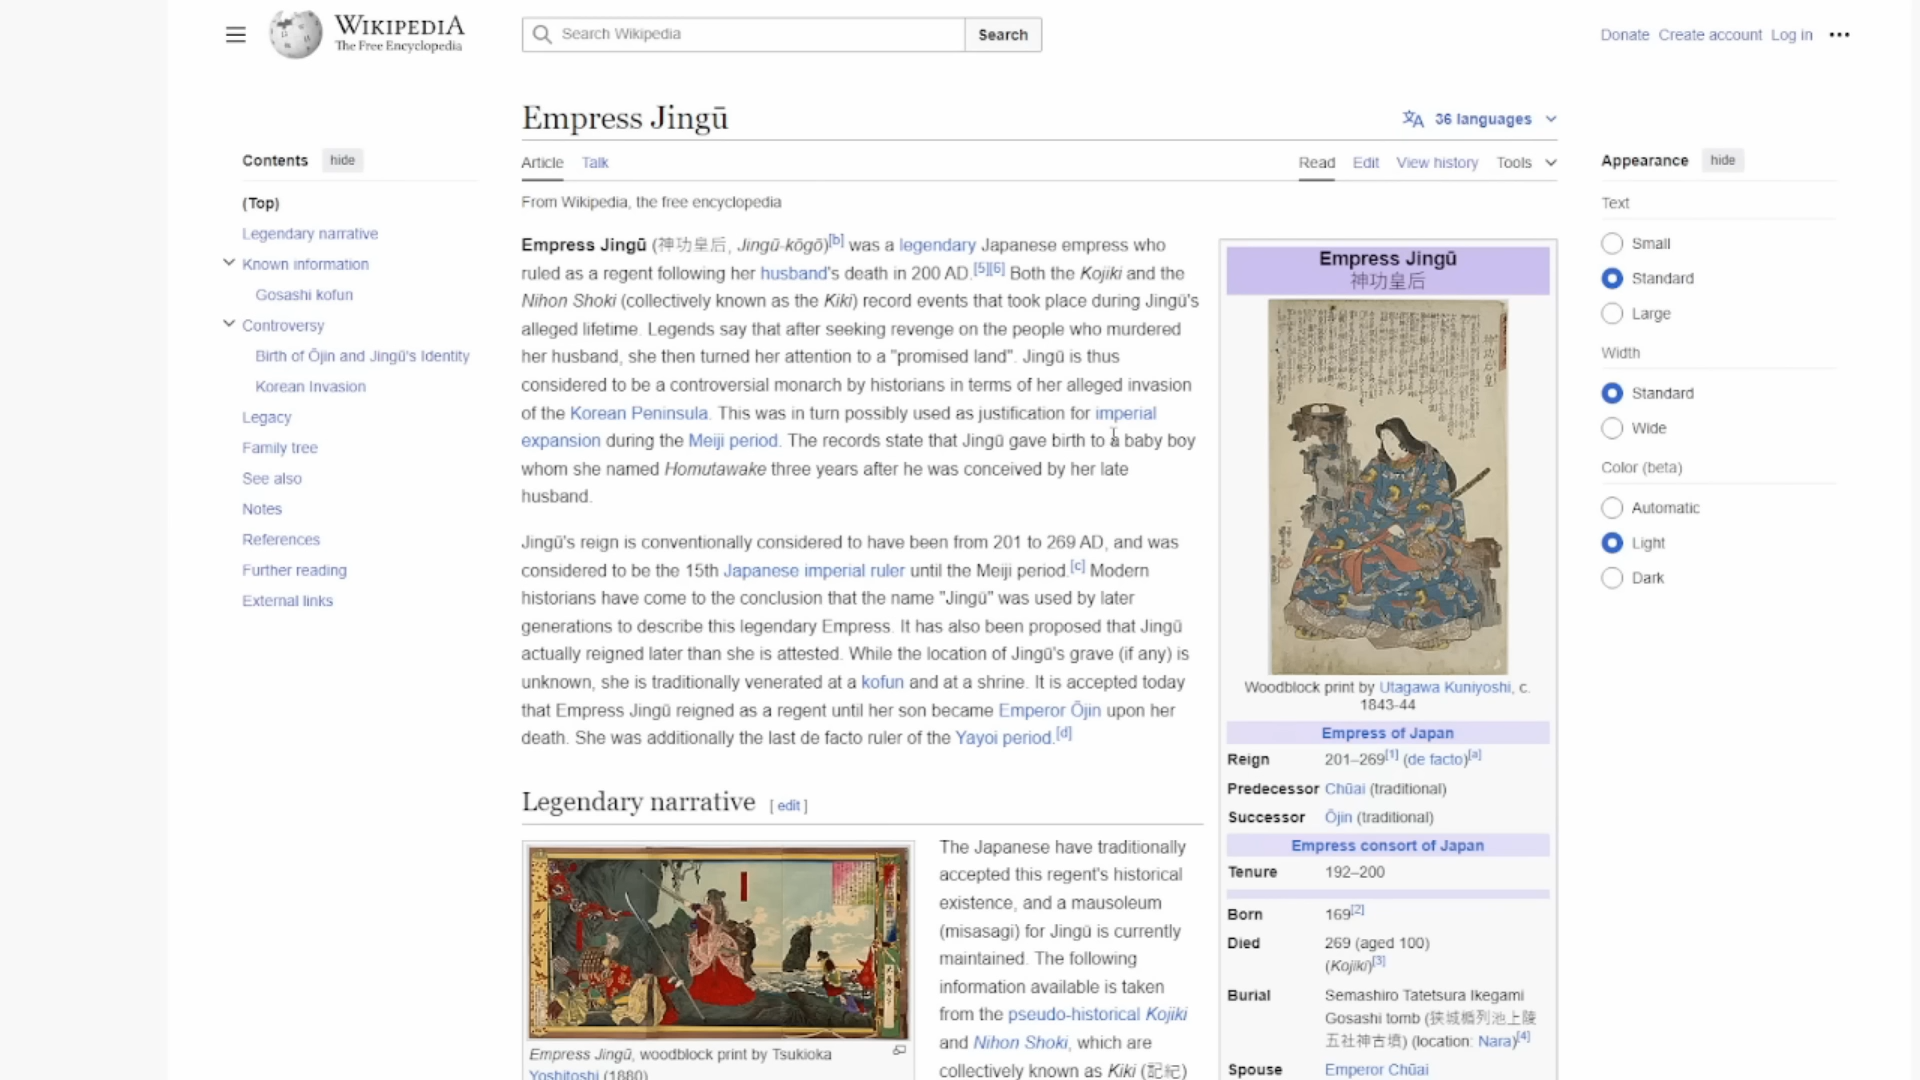 WIKIPEDIA
The Free Encyclopedia
Search Wikipedia
Search
Donate Create account Log in
Contents hide
(Top)
Legendary narrative
Known information
Gosashi kofun
Controversy
Birth of Ōjin and Jingū's Identity
Korean Invasion
Legacy
Family tree
See also
Notes
References
Further reading
External links
Empress Jingū
36 languages
Article Talk
Read Edit View history Tools
From Wikipedia, the free encyclopedia
Empress Jingū (神功皇后, Jingū-kōgō)[b] was a legendary Japanese empress who
ruled as a regent following her husband's death in 200 AD.[5][6] Both the Kojiki and the
Nihon Shoki (collectively known as the Kiki) record events that took place during Jingū's
alleged lifetime. Legends say that after seeking revenge on the people who murdered
her husband, she then turned her attention to a "promised land". Jingū is thus
considered to be a controversial monarch by historians in terms of her alleged invasion
of the Korean Peninsula. This was in turn possibly used as justification for imperial
expansion during the Meiji period. The records state that Jingū gave birth to a baby boy
whom she named Homutawake three years after he was conceived by her late
husband.
Jingū's reign is conventionally considered to have been from 201 to 269 AD, and was
considered to be the 15th Japanese imperial ruler until the Meiji period.[c] Modern
historians have come to the conclusion that the name "Jingū" was used by later
generations to describe this legendary Empress. It has also been proposed that Jingū
actually reigned later than she is attested. While the location of Jingū's grave (if any) is
unknown, she is traditionally venerated at a kofun and at a shrine. It is accepted today
that Empress Jingū reigned as a regent until her son became Emperor Ōjin upon her
death. She was additionally the last de facto ruler of the Yayoi period.[d]
Legendary narrative [ edit ]
Empress Jingū, woodblock print by Tsukioka
Yoshitoshi (1880)
The Japanese have traditionally
accepted this regent's historical
existence, and a mausoleum
(misasagi) for Jingū is currently
maintained. The following
information available is taken
from the pseudo-historical Kojiki
and Nihon Shoki, which are
collectively known as Kiki (記紀)
Empress Jingū
神功皇后
Woodblock print by Utagawa Kuniyoshi, c.
1843-44
Empress of Japan
Reign 201–269[1] (de facto)[a]
Predecessor Chūai (traditional)
Successor Ōjin (traditional)
Empress consort of Japan
Tenure 192–200
Born 169[2]
Died 269 (aged 100)
(Kojiki)[3]
Burial Semashiro Tatetsura Ikegami
Gosashi tomb (狭城楯列池上陵
五社神古墳) (location: Nara)[4]
Spouse Emperor Chūai
Appearance hide
Text
Small
Standard
Large
Width
Standard
Wide
Color (beta)
Automatic
Light
Dark